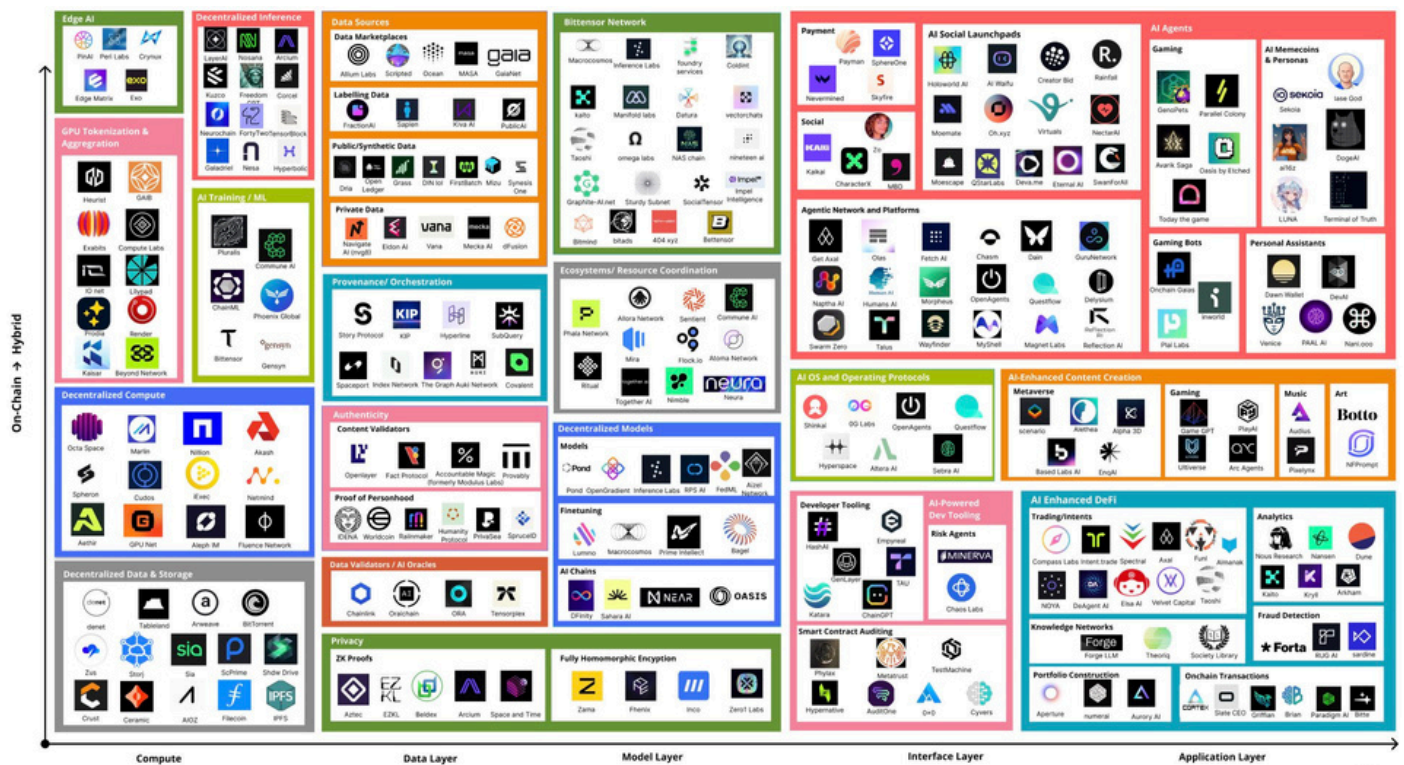 On-Chain → Hybrid
Edge AI
PinAI Peri Labs Crynux
Edge Matrix Exo
Decentralized Inference
LayerAI Nosana Arcium
Kuzco Freedom GPT Corcel
Neurochain FortyTwo TensorBlock
Galadriel Nesa Hyperbolic
GPU Tokenization & Aggregration
Heurist GAIB
Exabits Compute Labs
IO net Lilypad
Prodia Render
Kaisar Beyond Network
AI Training / ML
Pluralis Commune AI
ChainML Phoenix Global
Bittensor Gensyn
Decentralized Compute
Octa Space Marlin Nillion Akash
Spheron Cudos iExec Netmind
Aethir GPU Net Aleph IM Fluence Network
Decentralized Data & Storage
denet Tableland Arweave BitTorrent
Zus Storj Sia ScPrime Shdw Drive
Crust Ceramic AIOZ Filecoin IPFS
Data Sources
Data Marketplaces
Allium Labs Scripted Ocean MASA GaiaNet
Labelling Data
FractionAI Sapien Kiva AI PublicAI
Public/Synthetic Data
Dria Open Ledger Grass DIN lol FirstBatch Mizu Synesis One
Private Data
Navigate AI (nvg8) Eidon AI Vana Mecka AI dFusion
Provenance/ Orchestration
Story Protocol KIP Hyperline SubQuery
Spaceport Index Network The Graph Auki Network Covalent
Authenticity
Content Validators
Openlayer Fact Protocol Accountable Magic (formerly Modulus Labs) Provably
Proof of Personhood
IDENA Worldcoin Railnmaker Humanity Protocol PrivaSea SpruceID
Data Validators / AI Oracles
Chainlink Oraichain ORA Tensorplex
Privacy
ZK Proofs
Aztec EZKL Beldex Arcium Space and Time
Fully Homomorphic Encyption
Zama Fhenix Inco Zero1 Labs
Bittensor Network
Macrocosmos Inference Labs foundry services Coldint
kaito Manifold labs Datura vectorchats
Taoshi omega labs NAS chain nineteen ai
Graphite-AI.net Sturdy Subnet SocialTensor Impel Intelligence
Bitmind bitads 404 xyz Bettensor
Ecosystems/ Resource Coordination
Phala Network Allora Network Sentient Commune AI
Mira Flock.io Atoma Network
Ritual Together AI Nimble Neura
Decentralized Models
Models
Pond OpenGradient Inference Labs RPS AI FedML Aizel Network
Finetuning
Lumino Macrocosmos Prime Intellect Bagel
AI Chains
DFinity Sahara AI NEAR OASIS
Payment
Payman SphereOne
Nevermined Skyfire
Social
Zo
Kaikai CharacterX MBD
AI Social Launchpads
Holoworld AI Ai Waifu Creator Bid Rainfall
Moemate Oh.xyz Virtuals NectarAI
Moescape QStarLabs Deva.me Eternal AI SwanForAll
Agentic Network and Platforms
Get Axal Olas Fetch AI Chasm Dain GuruNetwork
Naptha AI Humans AI Morpheus OpenAgents Questflow Delysium
Swarm Zero Talus Wayfinder MyShell Magnet Labs Reflection AI
AI Agents
Gaming
GenoPets Parallel Colony
Avarik Saga Oasis by Etched
Today the game
Gaming Bots
Onchain Gaias
Plai Labs inworld
AI Memecoins & Personas
Iase God
Sekoia
DogeAI
ai16z
LUNA Terminal of Truth
Personal Assistants
Dawn Wallet DevAI
Venice PAAL AI Nani.ooo
AI OS and Operating Protocols
Shinkai GG Labs OpenAgents Questflow
Hyperspace Altera AI Sebra AI
AI-Enhanced Content Creation
Metaverse
scenario Alethea Alpha 3D
Based Labs AI EnqAI
Gaming
Game GPT PlayAI
Ultiverse Arc Agents
Music
Audius
Plaalynx
Art
Botto
NFPrompt
AI-Powered Dev Tooling
Developer Tooling
HashAI Empyreal
GenLayer TAU
Katara ChainGPT
Risk Agents
MINERVA
Chaos Labs
Smart Contract Auditing
Phylax Metatrust TestMachine
Hypernative AuditOne 0+0 Cyvers
AI Enhanced DeFi
Trading/Intents
Compass Labs Intent.trade Spectral Axal Funl Almanak
NOYA DeAgent AI Elsa AI Velvet Capital Taoshi
Knowledge Networks
Forge LLM Theoriq Society Library
Portfolio Construction
Aperture numeral Aurory AI
Analytics
Nous Research Nansen Dune
Kaito Kryll Arkham
Fraud Detection
Forta RUG AI sardine
Onchain Transactions
CORTEX Slate CEO Griffian Brian Paradigm AI Bitte
Compute
Data Layer
Model Layer
Interface Layer
Application Layer